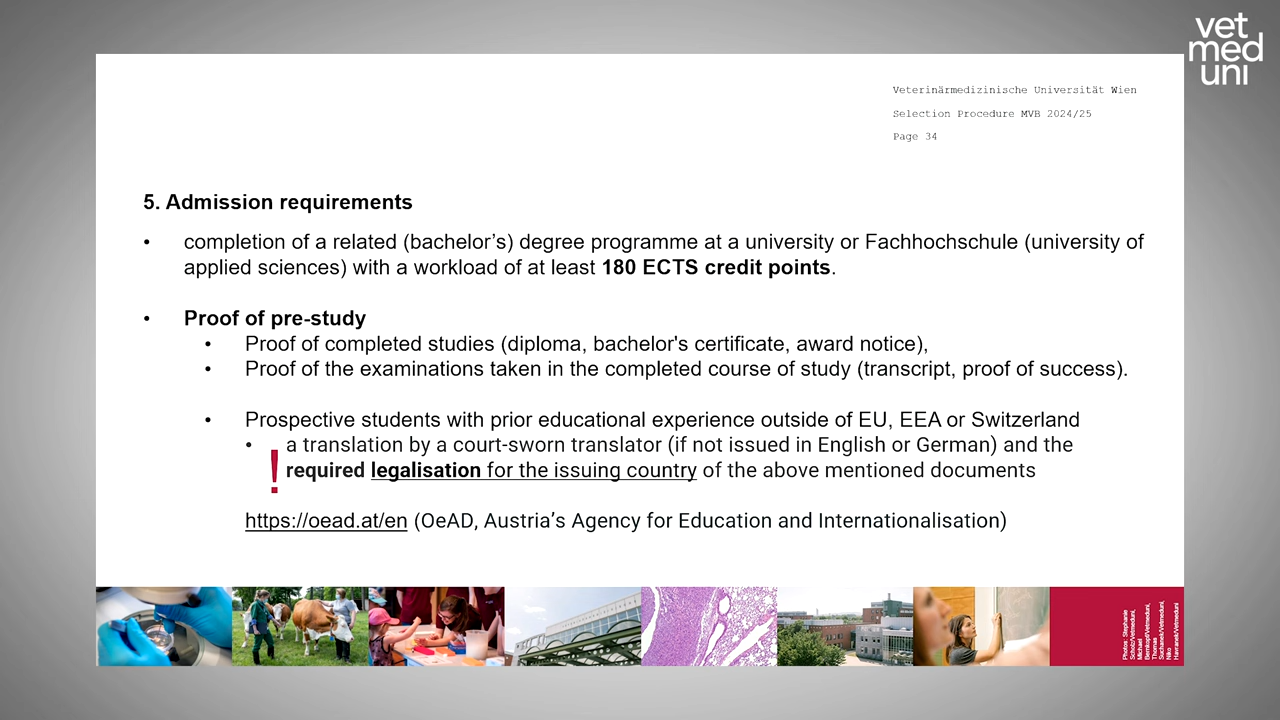 vet
med
uni
Veterinärmedizinische Universität Wien
Selection Procedure MVB 2024/25
Page 34
5. Admission requirements
• completion of a related (bachelor’s) degree programme at a university or Fachhochschule (university of
applied sciences) with a workload of at least 180 ECTS credit points.
• Proof of pre-study
• Proof of completed studies (diploma, bachelor's certificate, award notice),
• Proof of the examinations taken in the completed course of study (transcript, proof of success).
• Prospective students with prior educational experience outside of EU, EEA or Switzerland
• a translation by a court-sworn translator (if not issued in English or German) and the
! required legalisation for the issuing country of the above mentioned documents
https://oead.at/en (OeAD, Austria’s Agency for Education and Internationalisation)
Photos: Stephanie
Michael
Thomas
Niko